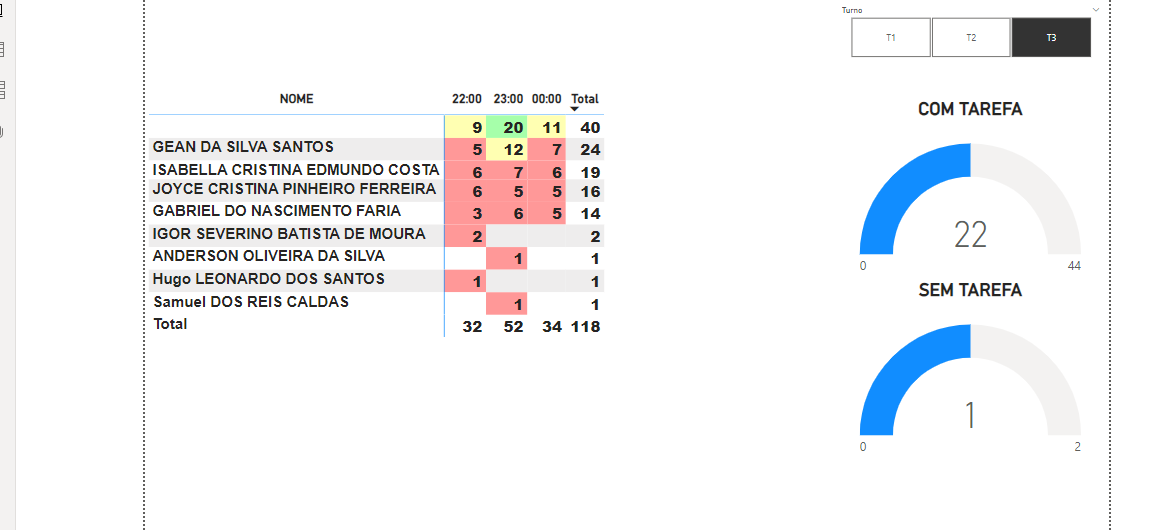 Turno
T1 T2 T3
NOME 22:00 23:00 00:00 Total
9 20 11 40
GEAN DA SILVA SANTOS 5 12 7 24
ISABELLA CRISTINA EDMUNDO COSTA 6 7 6 19
JOYCE CRISTINA PINHEIRO FERREIRA 6 5 5 16
GABRIEL DO NASCIMENTO FARIA 3 6 5 14
IGOR SEVERINO BATISTA DE MOURA 2 2
ANDERSON OLIVEIRA DA SILVA 1 1
Hugo LEONARDO DOS SANTOS 1 1
Samuel DOS REIS CALDAS 1 1
Total 32 52 34 118
COM TAREFA
22
0 44
SEM TAREFA
1
0 2